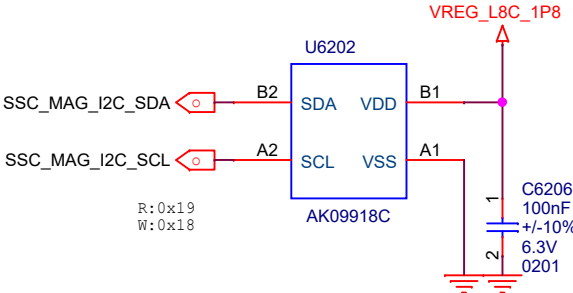 VREG_L8C_1P8
U6202
SSC_MAG_I2C_SDA B2 SDA VDD B1
SSC_MAG_I2C_SCL A2 SCL VSS A1
R:0x19
W:0x18
AK09918C
1
2
C6206
100nF
+/-10%
6.3V
0201